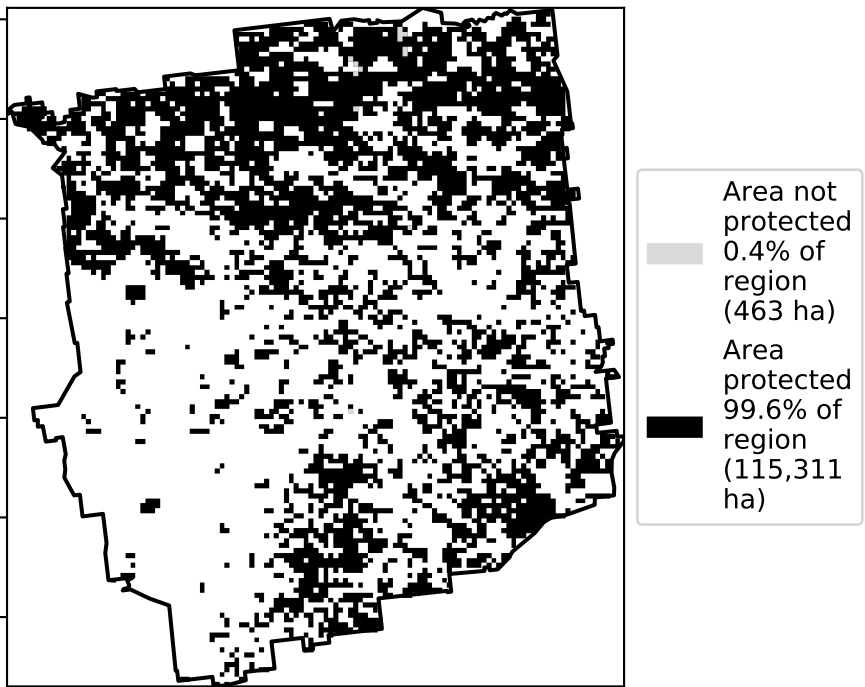 Area not
protected
0.4% of
region
(463 ha)
Area
protected
99.6% of
region
(115,311
ha)